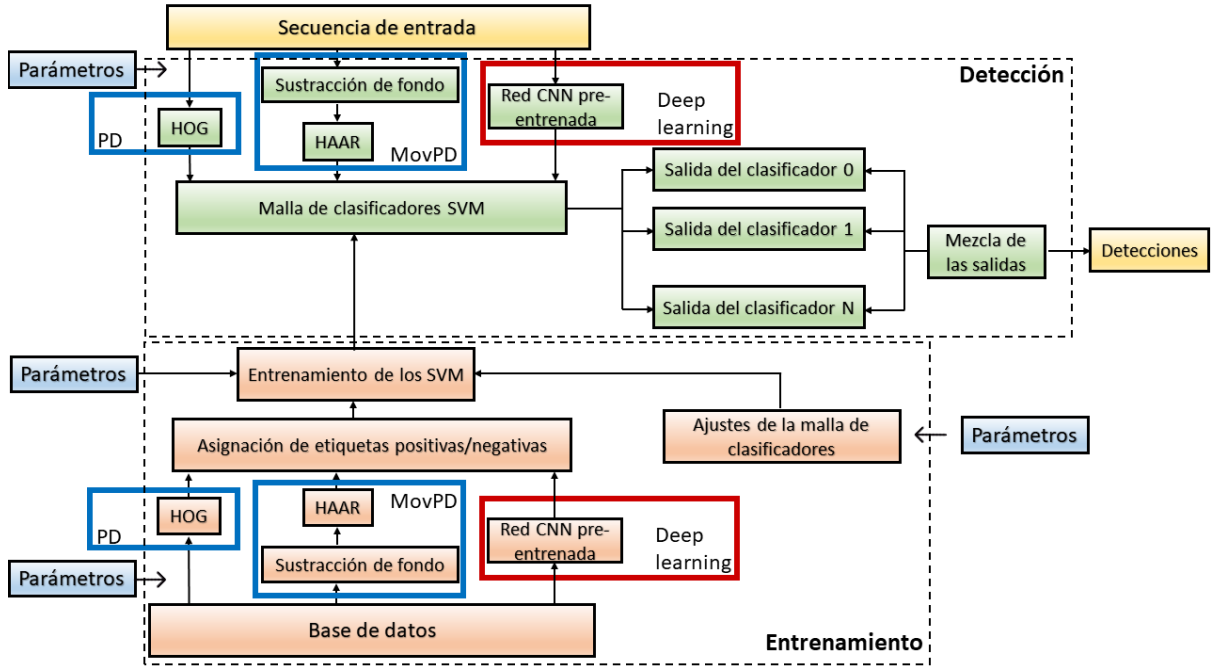 Secuencia de entrada
Parámetros
Detección
Sustracción de fondo
Red CNN pre-
entrenada
Deep
learning
HOG
PD
HAAR
MovPD
Malla de clasificadores SVM
Salida del clasificador 0
Salida del clasificador 1
Salida del clasificador N
Mezcla de
las salidas
Detecciones
Parámetros
Entrenamiento de los SVM
Ajustes de la malla de
clasificadores
Parámetros
Asignación de etiquetas positivas/negativas
HOG
PD
HAAR
MovPD
Sustracción de fondo
Red CNN pre-
entrenada
Deep
learning
Parámetros
Base de datos
Entrenamiento